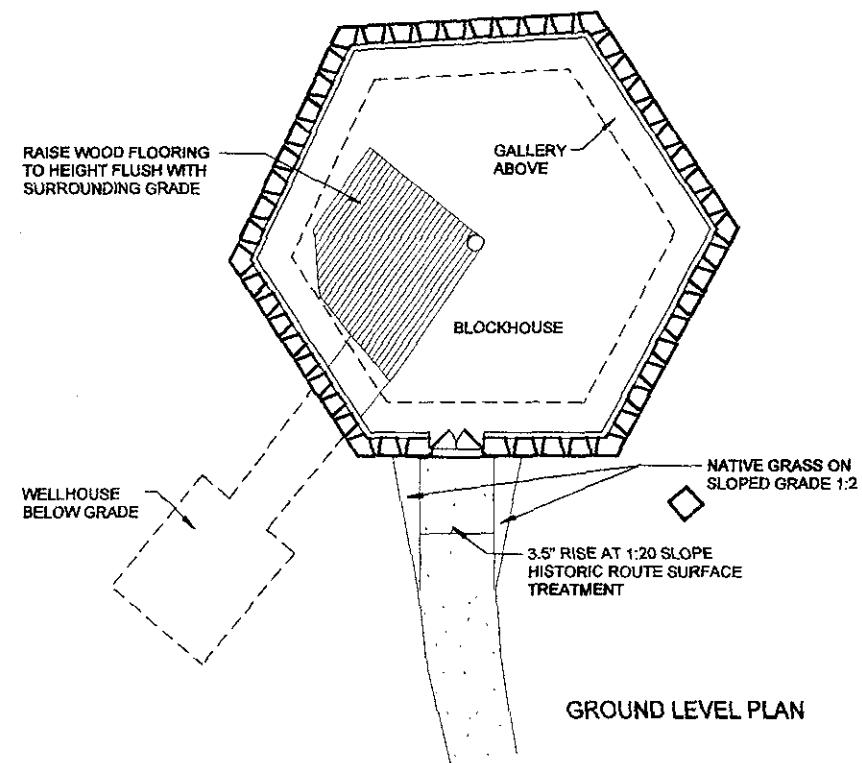 RAISE WOOD FLOORING
TO HEIGHT FLUSH WITH
SURROUNDING GRADE
GALLERY
ABOVE
BLOCKHOUSE
WELLHOUSE
BELOW GRADE
NATIVE GRASS ON
SLOPED GRADE 1:2
3.5" RISE AT 1:20 SLOPE
HISTORIC ROUTE SURFACE
TREATMENT
GROUND LEVEL PLAN